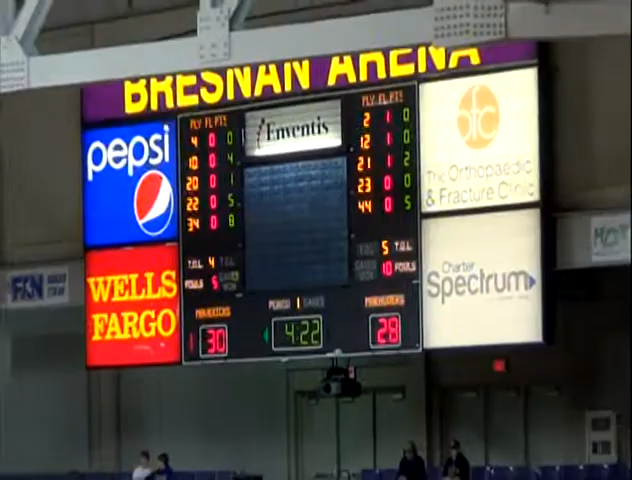 BRESNAN ARENA
pepsi
WELLS
FARGO
PLY FL PTS
4 0 0
10 0 4
20 0 1
22 0 5
34 0 8
T.O.L 4
FOULS 5
Enventis
PLY FL PTS
2 1 0
12 1 0
21 1 2
23 0 0
44 0 5
5 T.O.L
10 FOULS
MAVERICKS
30
PERIOD 1
4:22
28
ofc
The Orthopaedic
& Fracture Clinic
Charter
Spectrum